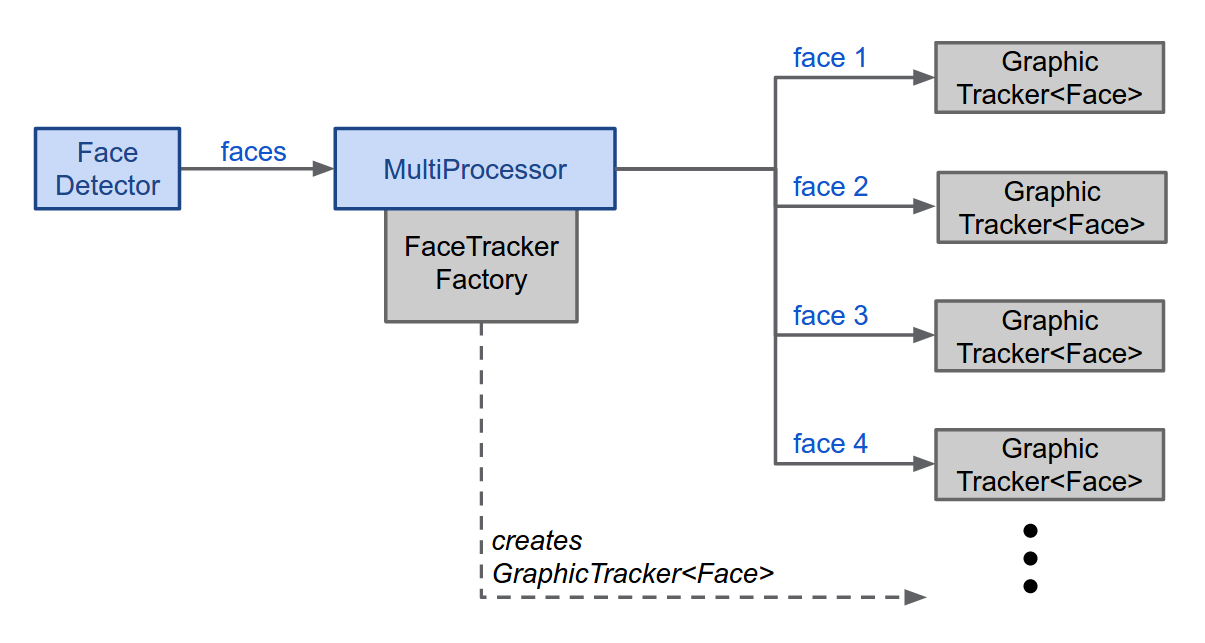 Face
Detector
faces
MultiProcessor
FaceTracker
Factory
creates
GraphicTracker<Face>
face 1
Graphic
Tracker<Face>
face 2
Graphic
Tracker<Face>
face 3
Graphic
Tracker<Face>
face 4
Graphic
Tracker<Face>